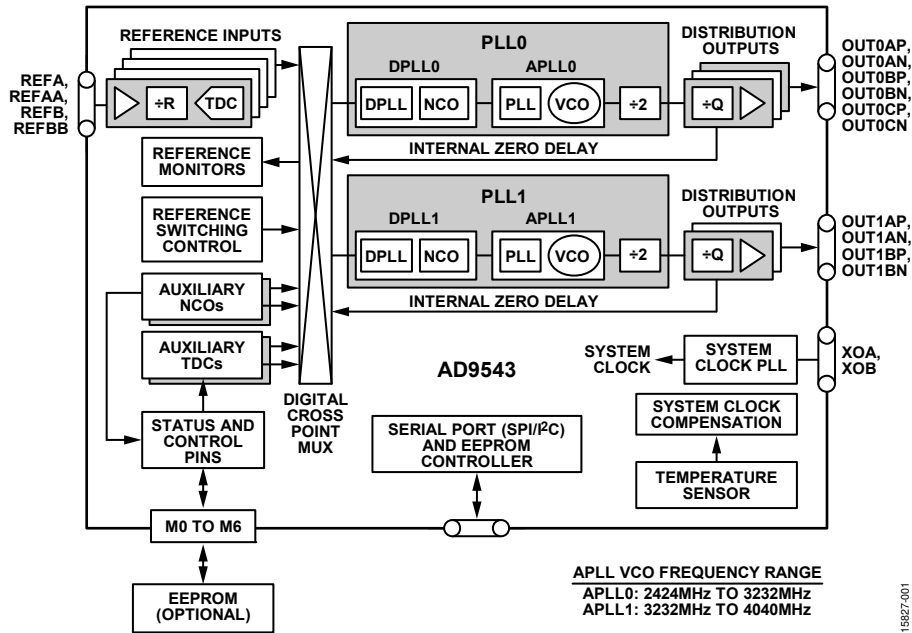 REFERENCE INPUTS
REFA,
REFAA,
REFB,
REFBB
÷R
TDC
REFERENCE
MONITORS
REFERENCE
SWITCHING
CONTROL
AUXILIARY
NCOs
AUXILIARY
TDCs
STATUS AND
CONTROL
PINS
M0 TO M6
EEPROM
(OPTIONAL)
DIGITAL
CROSS
POINT
MUX
PLL0
DPLL0
APLL0
DPLL
NCO
PLL
VCO
÷2
INTERNAL ZERO DELAY
DISTRIBUTION
OUTPUTS
÷Q
OUT0AP,
OUT0AN,
OUT0BP,
OUT0BN,
OUT0CP,
OUT0CN
PLL1
DPLL1
APLL1
DPLL
NCO
PLL
VCO
÷2
INTERNAL ZERO DELAY
DISTRIBUTION
OUTPUTS
÷Q
OUT1AP,
OUT1AN,
OUT1BP,
OUT1BN
AD9543
SYSTEM
CLOCK
SYSTEM
CLOCK PLL
XOA,
XOB
SYSTEM CLOCK
COMPENSATION
TEMPERATURE
SENSOR
SERIAL PORT (SPI/I²C)
AND EEPROM
CONTROLLER
APLL VCO FREQUENCY RANGE
APLL0: 2424MHz TO 3232MHz
APLL1: 3232MHz TO 4040MHz
15827-001